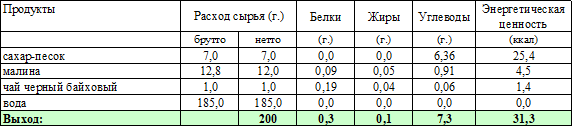 Продукты Расход сырья (г.) Белки Жиры Углеводы Энергетическая ценность
брутто нетто (г.) (г.) (г.) (ккал)
сахар-песок 7,0 7,0 0,0 0,0 6,36 25,4
малина 12,8 12,0 0,09 0,05 0,91 4,5
чай черный байховый 1,0 1,0 0,19 0,04 0,06 1,4
вода 185,0 185,0 0,0 0,0 0,0 0,0
Выход: 200 0,3 0,1 7,3 31,3